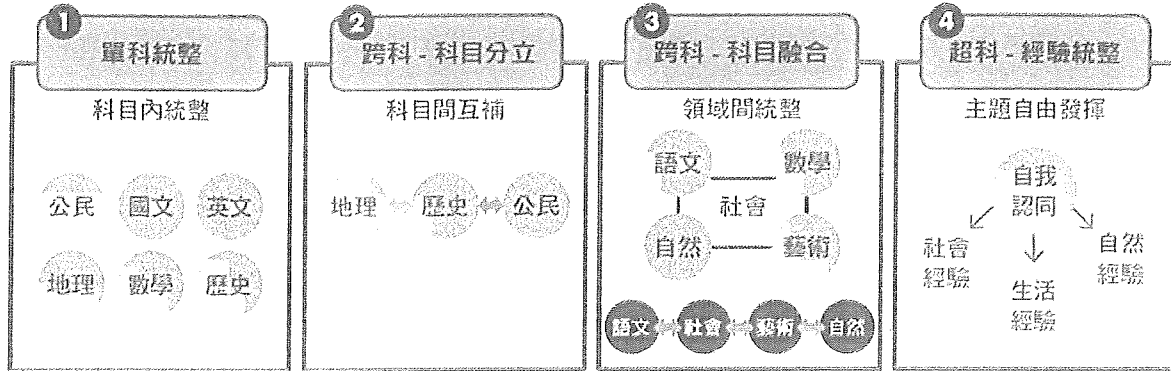 1
單科統整
科目內統整
公民 國文 英文
地理 數學 歷史
2
跨科 - 科目分立
科目間互補
地理 歷史 公民
3
跨科 - 科目融合
領域間統整
語文 數學
社會
自然 藝術
語文 社會 藝術 自然
4
超科 - 經驗統整
主題自由發揮
自我
認同
社會
經驗
生活
經驗
自然
經驗